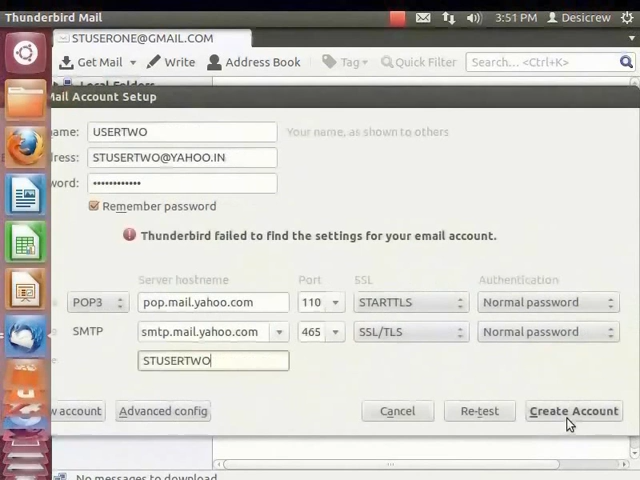 Thunderbird Mail 3:51 PM Desicrew
STUSERONE@GMAIL.COM
Get Mail Write Address Book Tag Quick Filter Search... <Ctrl+K>
Local Folders
Mail Account Setup
name: USERTWO Your name, as shown to others
dress: STUSERTWO@YAHOO.IN
word: ••••••••••••
Remember password
Thunderbird failed to find the settings for your email account.
Server hostname Port SSL Authentication
POP3 pop.mail.yahoo.com 110 STARTTLS Normal password
SMTP smtp.mail.yahoo.com 465 SSL/TLS Normal password
STUSERTWO
w account Advanced config Cancel Re-test Create Account
No messages to download